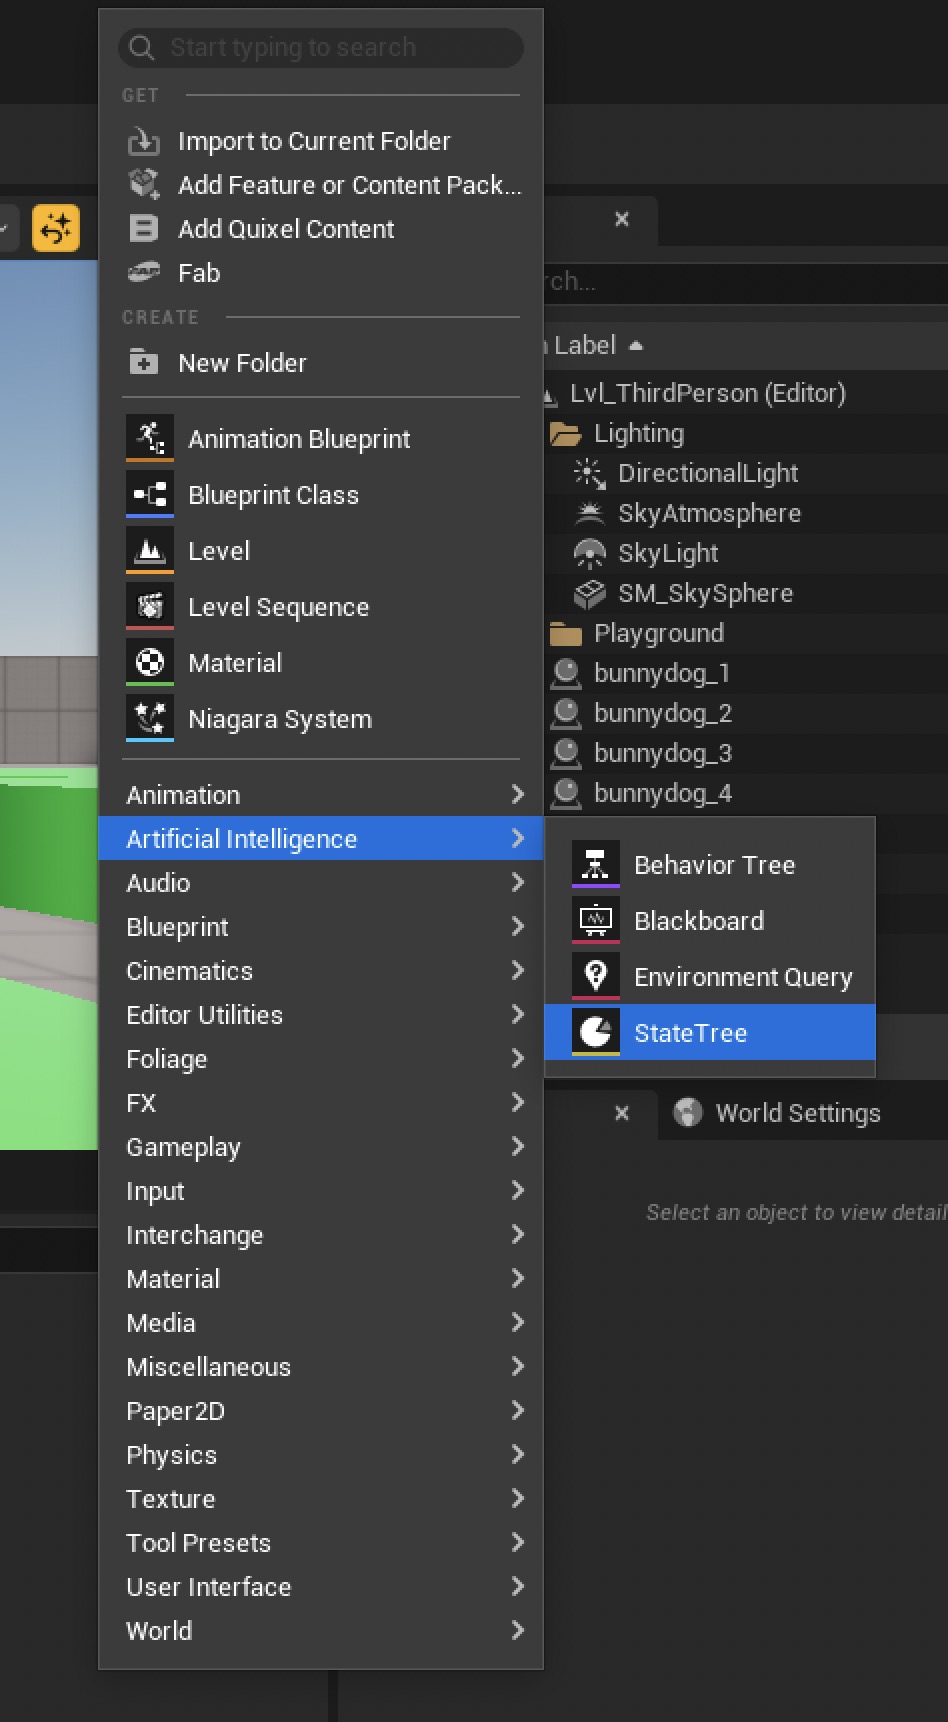 Start typing to search
GET
Import to Current Folder
Add Feature or Content Pack...
Add Quixel Content
Fab
CREATE
New Folder
Animation Blueprint
Blueprint Class
Level
Level Sequence
Material
Niagara System
Animation
Artificial Intelligence
Audio
Blueprint
Cinematics
Editor Utilities
Foliage
FX
Gameplay
Input
Interchange
Material
Media
Miscellaneous
Paper2D
Physics
Texture
Tool Presets
User Interface
World
Behavior Tree
Blackboard
Environment Query
StateTree
rch...
Label
Lvl_ThirdPerson (Editor)
Lighting
DirectionalLight
SkyAtmosphere
SkyLight
SM_SkySphere
Playground
bunnydog_1
bunnydog_2
bunnydog_3
bunnydog_4
World Settings
Select an object to view detail